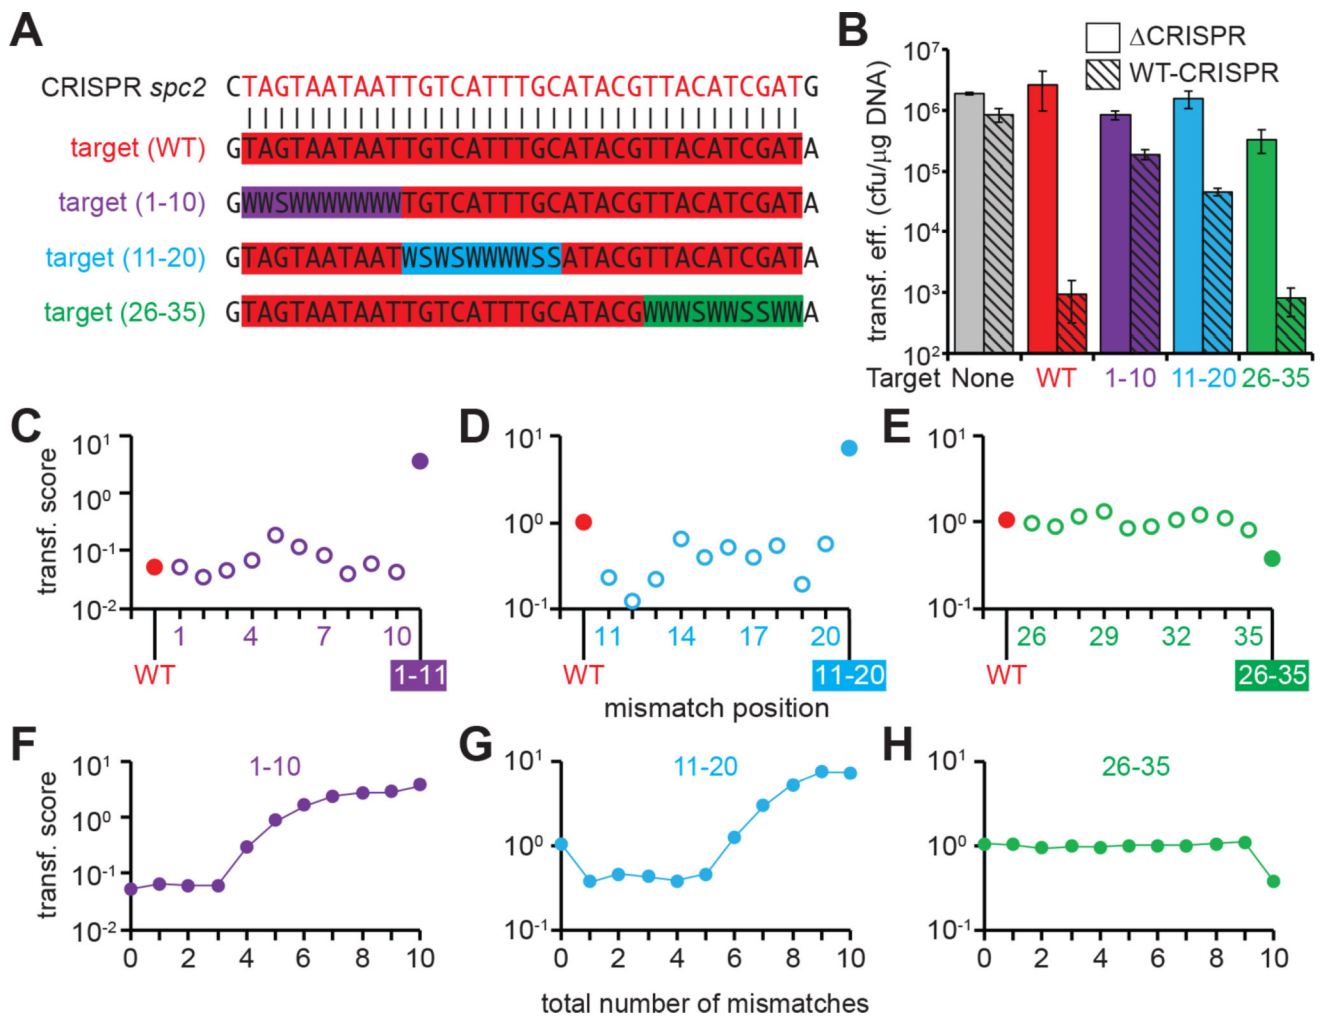 A
CRISPR spc2 CTAGTAATAATTGTCATTTGCATACGTTACATCGATG
target (WT) GTAGTAATAATTGTCATTTGCATACGTTACATCGATA
target (1-10) GWWSWWWWWWWTGTCATTTGCATACGTTACATCGATA
target (11-20) GTAGTAATAATWSWSWWWWSSATACGTTACATCGATA
target (26-35) GTAGTAATAATTGTCATTTGCATACGWWWSWWSSWWA
B
ΔCRISPR
WT-CRISPR
transf. eff. (cfu/µg DNA)
10⁷
10⁶
10⁵
10⁴
10³
10²
Target None WT 1-10 11-20 26-35
C
transf. score
10¹
10⁰
10⁻¹
10⁻²
1 4 7 10
WT 1-11
D
10¹
10⁰
10⁻¹
11 14 17 20
WT 11-20
E
10¹
10⁰
10⁻¹
26 29 32 35
WT 26-35
mismatch position
F
1-10
transf. score
10¹
10⁰
10⁻¹
10⁻²
0 2 4 6 8 10
G
11-20
10¹
10⁰
10⁻¹
0 2 4 6 8 10
H
26-35
10¹
10⁰
10⁻¹
0 2 4 6 8 10
total number of mismatches